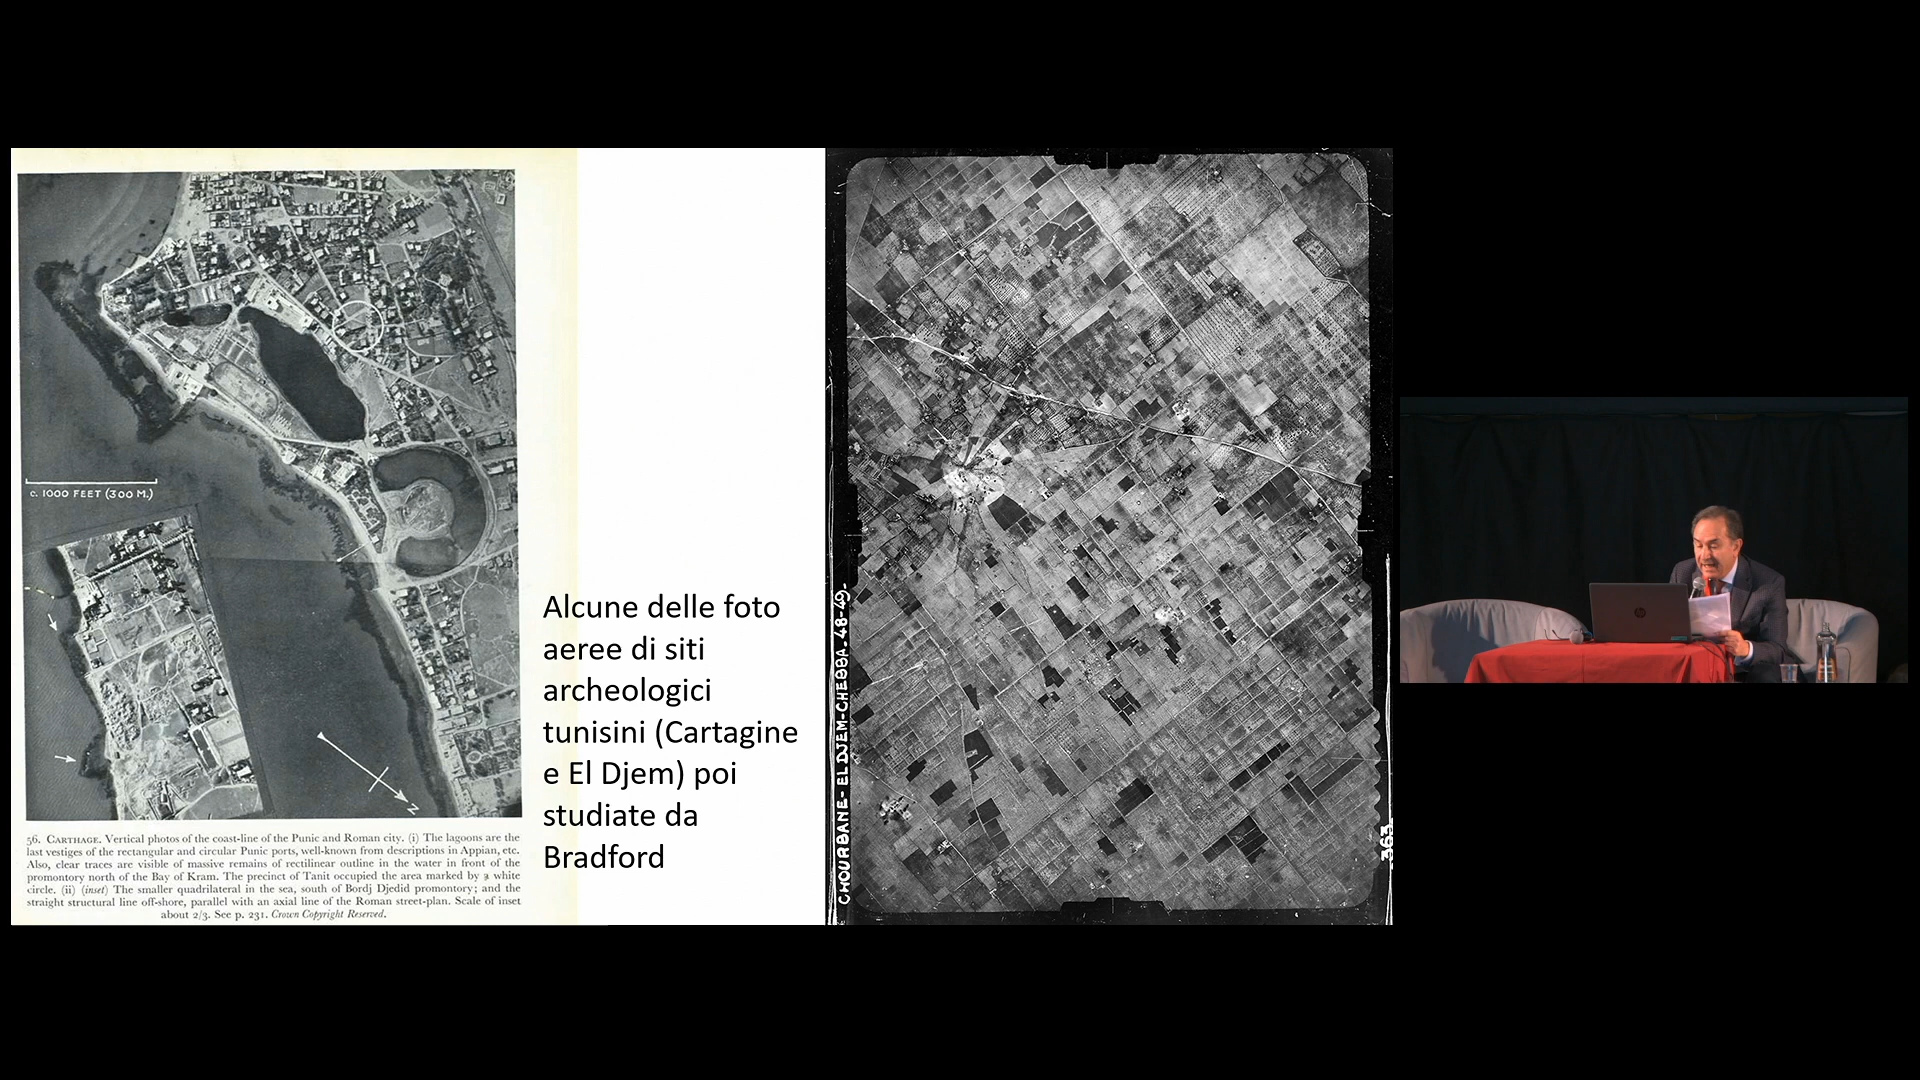 c. 1000 FEET (300 M.)
N
56. CARTHAGE. Vertical photos of the coast-line of the Punic and Roman city. (i) The lagoons are the
last vestiges of the rectangular and circular Punic ports, well-known from descriptions in Appian, etc.
Also, clear traces are visible of massive remains of rectilinear outline in the water in front of the
promontory north of the Bay of Kram. The precinct of Tanit occupied the area marked by a white
circle. (ii) (inset) The smaller quadrilateral in the sea, south of Bordj Djedid promontory; and the
straight structural line off-shore, parallel with an axial line of the Roman street-plan. Scale of inset
about 2/3. See p. 231. Crown Copyright Reserved.
Alcune delle foto
aeree di siti
archeologici
tunisini (Cartagine
e El Djem) poi
studiate da
Bradford
CHOURBANE-EL DJEM-CHEBBA-48-49-
363
hp